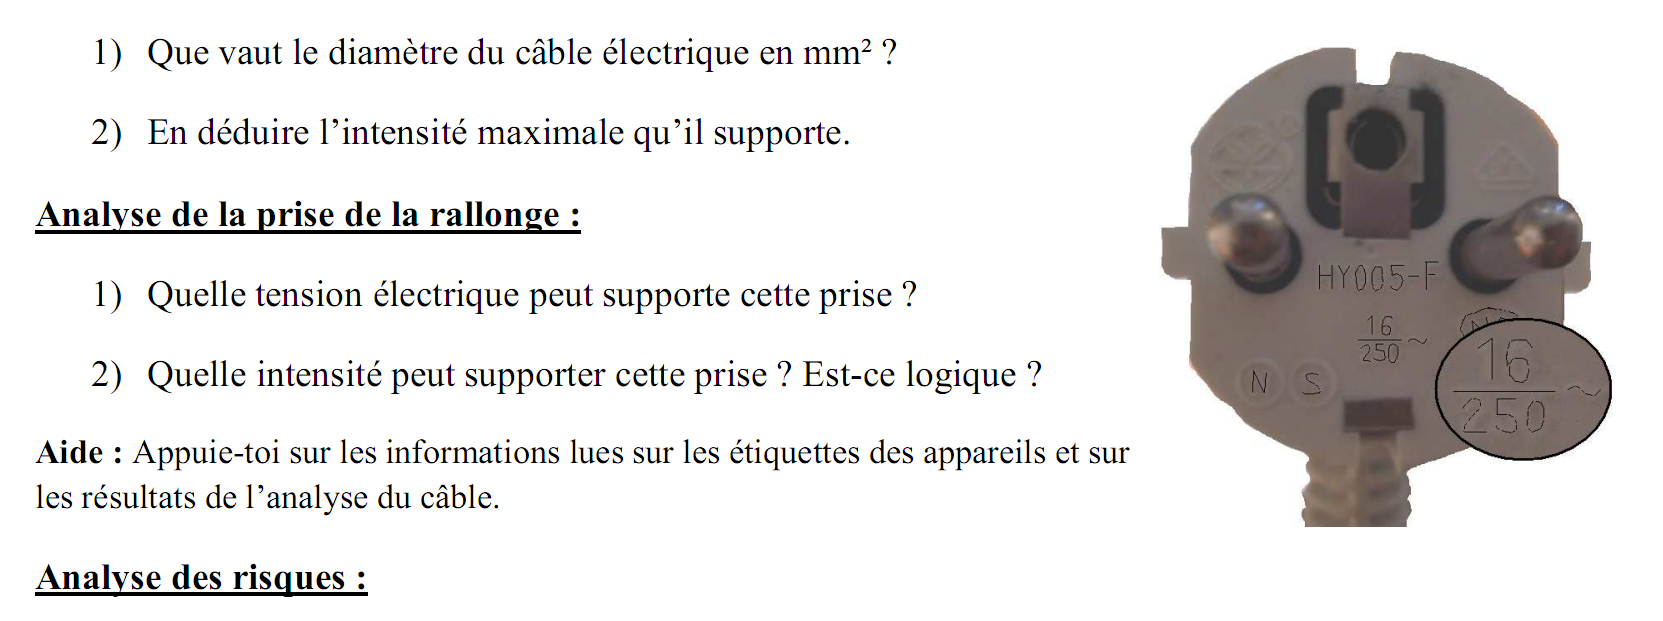 1) Que vaut le diamètre du câble électrique en mm² ?
2) En déduire l’intensité maximale qu’il supporte.
Analyse de la prise de la rallonge :
1) Quelle tension électrique peut supporte cette prise ?
2) Quelle intensité peut supporter cette prise ? Est-ce logique ?
Aide : Appuie-toi sur les informations lues sur les étiquettes des appareils et sur
les résultats de l’analyse du câble.
Analyse des risques :
HY005-F
16
250 ~
N S
16
250 ~